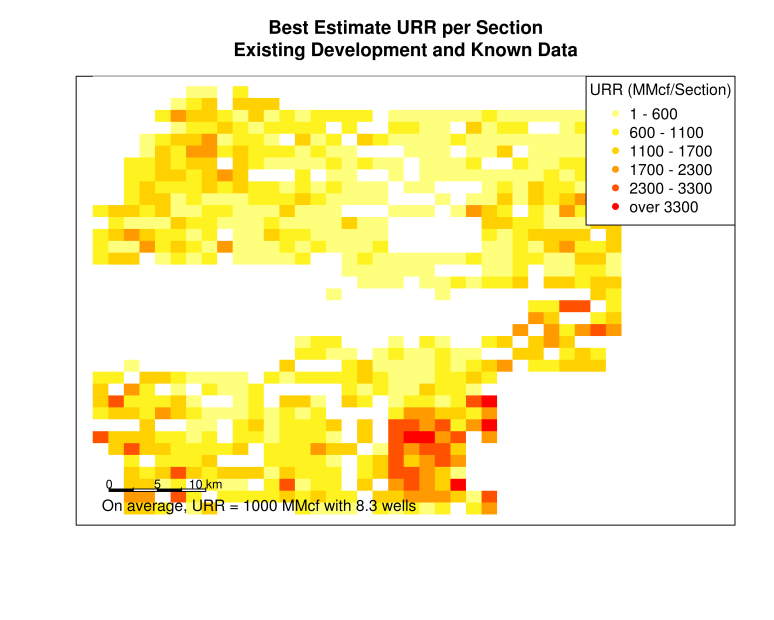 Best Estimate URR per Section
Existing Development and Known Data
URR (MMcf/Section)
1 - 600
600 - 1100
1100 - 1700
1700 - 2300
2300 - 3300
over 3300
0 5 10 km
On average, URR = 1000 MMcf with 8.3 wells